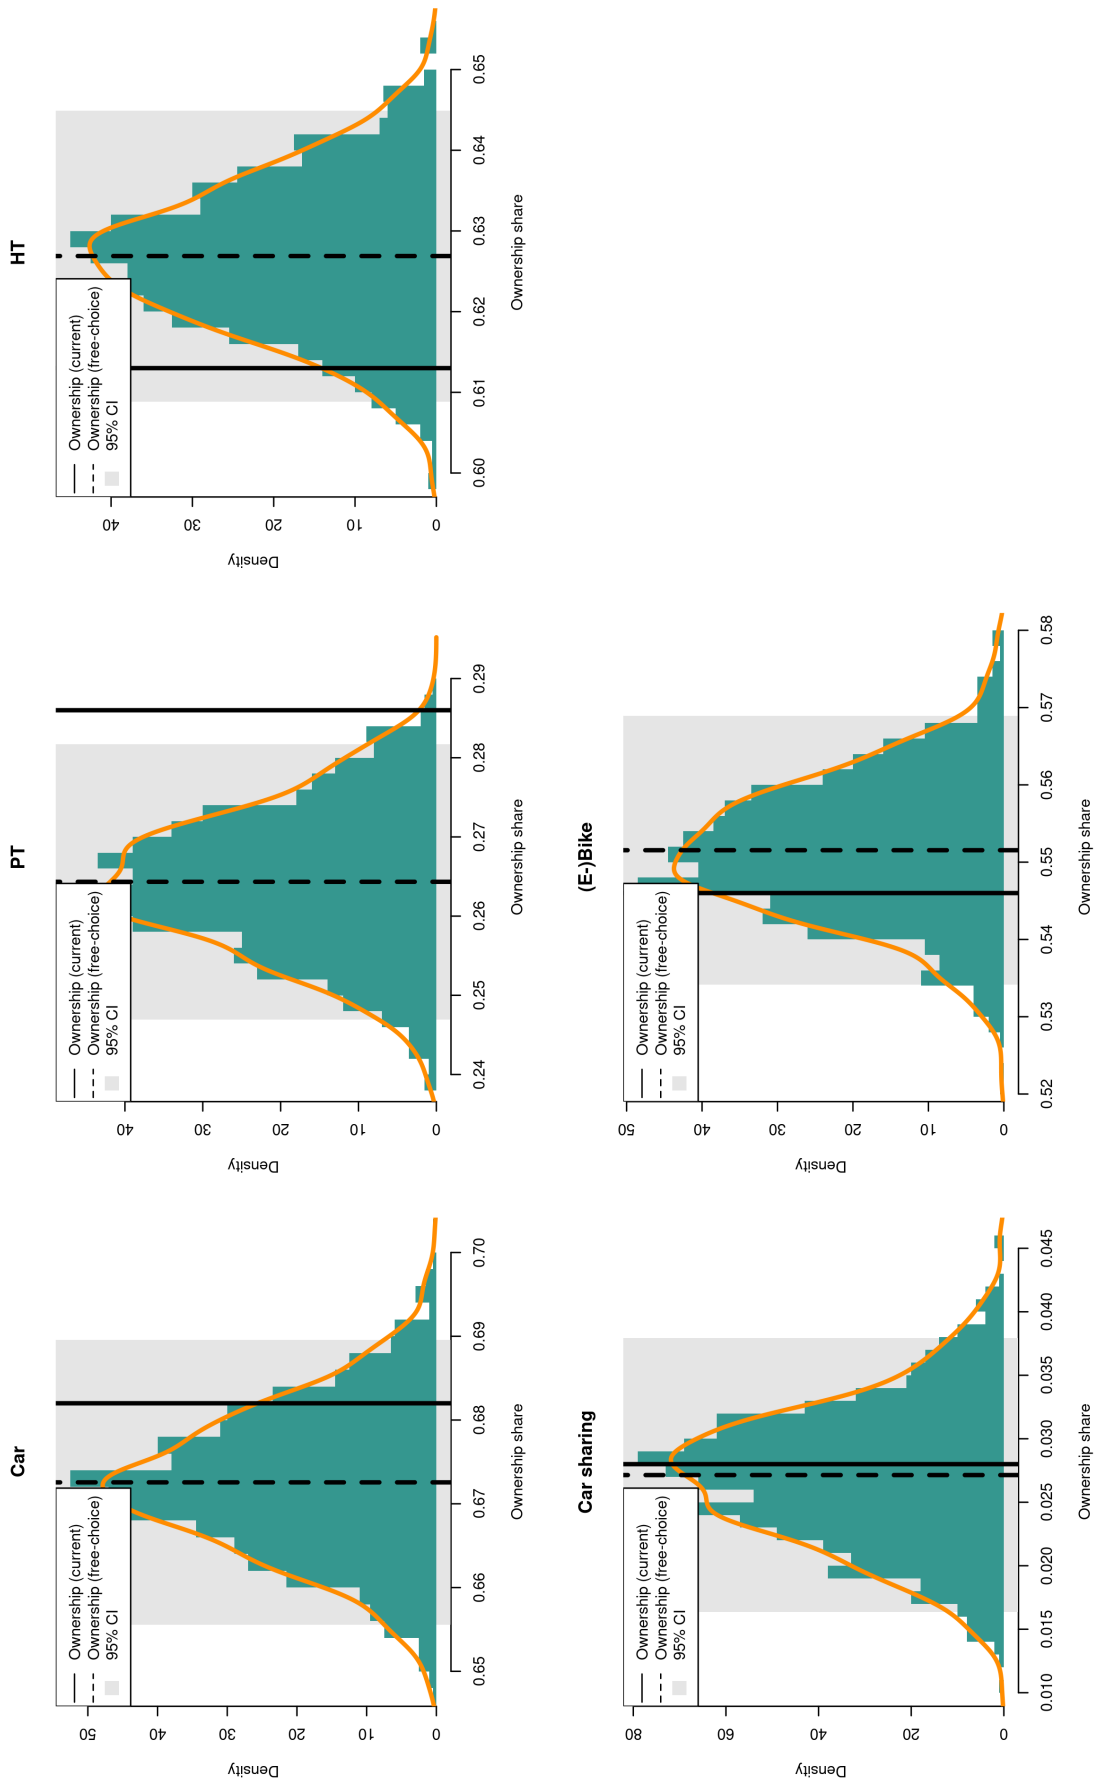 Car
Ownership (current)
Ownership (free-choice)
95% CI
Density
0
10
20
30
40
50
0.65
0.66
0.67
0.68
0.69
0.70
Ownership share
PT
Ownership (current)
Ownership (free-choice)
95% CI
Density
0
10
20
30
40
0.24
0.25
0.26
0.27
0.28
0.29
Ownership share
HT
Ownership (current)
Ownership (free-choice)
95% CI
Density
0
10
20
30
40
0.60
0.61
0.62
0.63
0.64
0.65
Ownership share
Car sharing
Ownership (current)
Ownership (free-choice)
95% CI
Density
0
20
40
60
80
0.010
0.015
0.020
0.025
0.030
0.035
0.040
0.045
Ownership share
(E-)Bike
Ownership (current)
Ownership (free-choice)
95% CI
Density
0
10
20
30
40
50
0.52
0.53
0.54
0.55
0.56
0.57
0.58
Ownership share